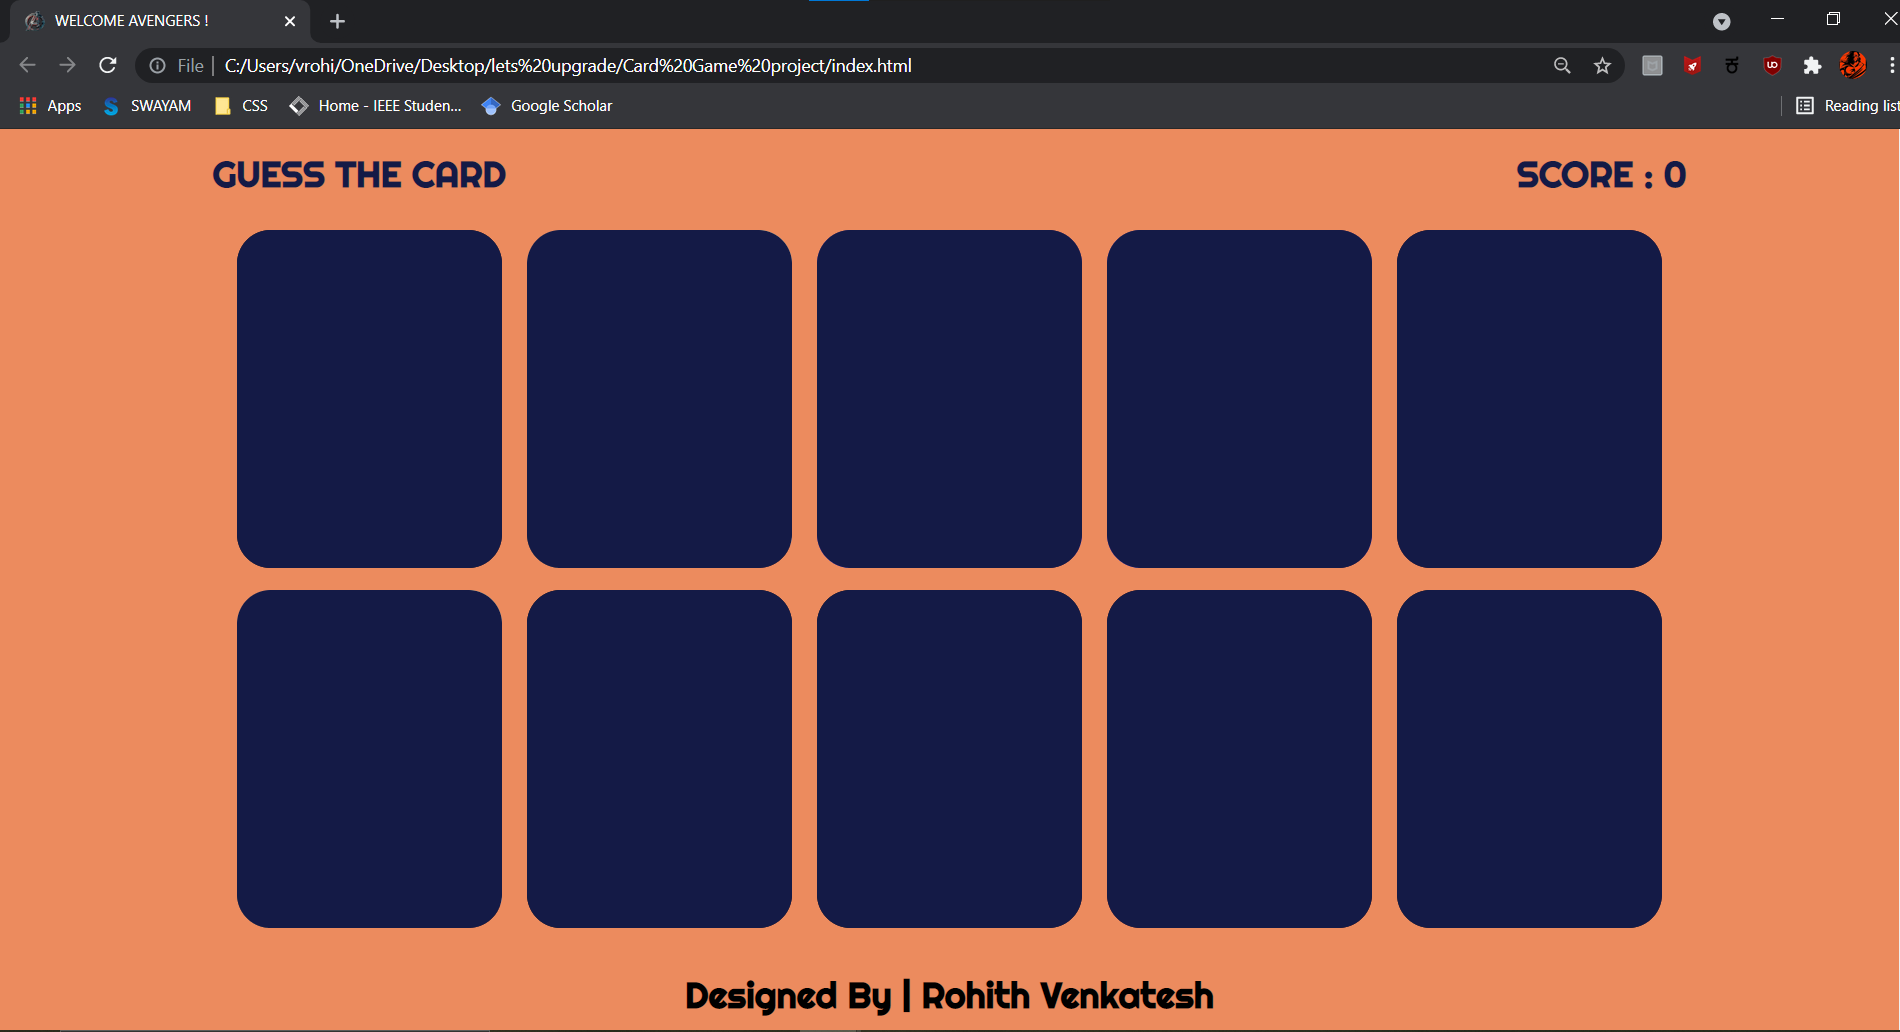 WELCOME AVENGERS !
File | C:/Users/vrohi/OneDrive/Desktop/lets%20upgrade/Card%20Game%20project/index.html
Apps SWAYAM CSS Home - IEEE Studen... Google Scholar Reading list
GUESS THE CARD SCORE : 0
Designed By | Rohith Venkatesh